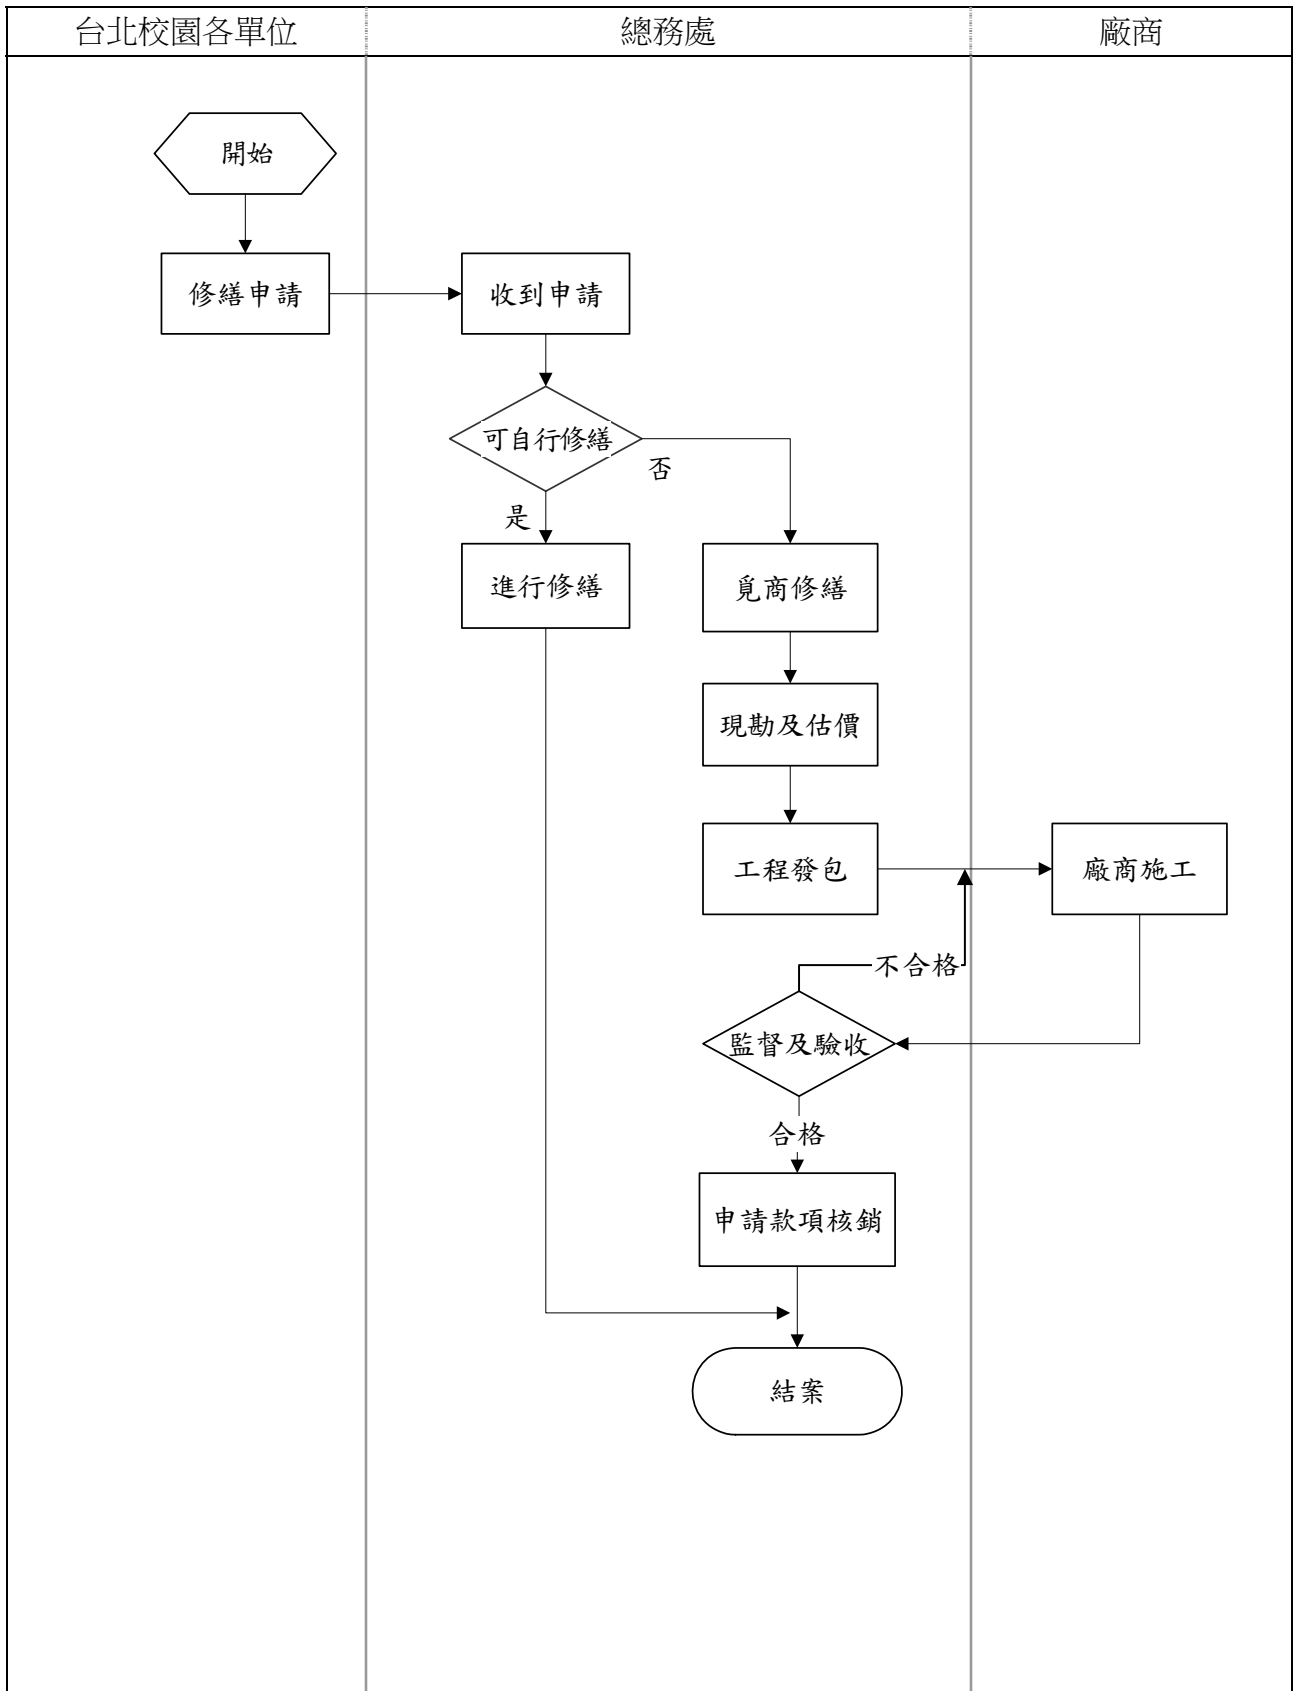 台北校園各單位
總務處
廠商
開始
修繕申請
收到申請
可自行修繕
否
是
進行修繕
覓商修繕
現勘及估價
工程發包
廠商施工
不合格
監督及驗收
合格
申請款項核銷
結案